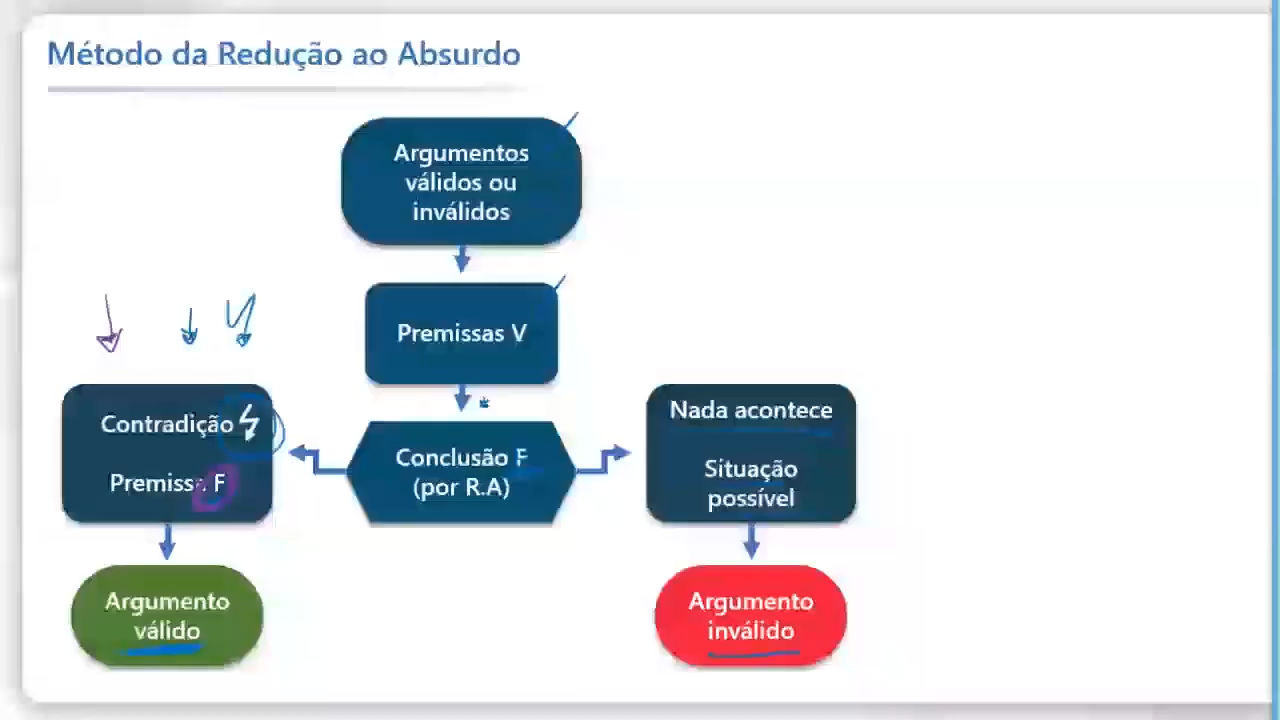 Método da Redução ao Absurdo
Argumentos
válidos ou
inválidos
Premissas V
Conclusão F
(por R.A)
Contradição
Premissa F
Argumento
válido
Nada acontece
Situação
possível
Argumento
inválido